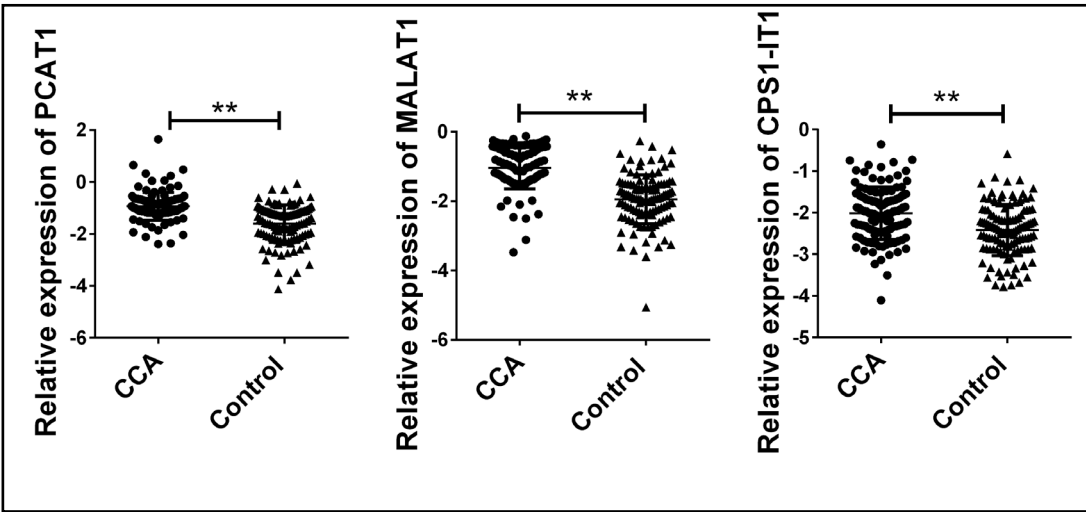 Relative expression of PCAT1
**
2
0
-2
-4
-6
CCA
Control
Relative expression of MALAT1
**
0
-2
-4
-6
CCA
Control
Relative expression of CPS1-IT1
**
0
-1
-2
-3
-4
-5
CCA
Control